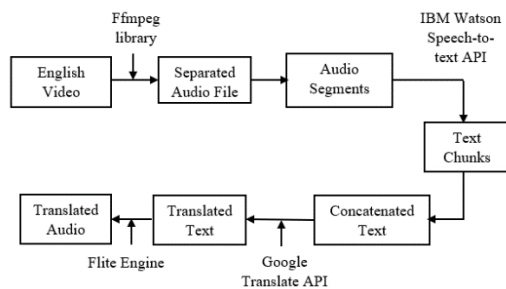 Ffmpeg
library
IBM Watson
Speech-to-
text API
English
Video
Separated
Audio File
Audio
Segments
Text
Chunks
Translated
Audio
Translated
Text
Concatenated
Text
Flite Engine
Google
Translate API